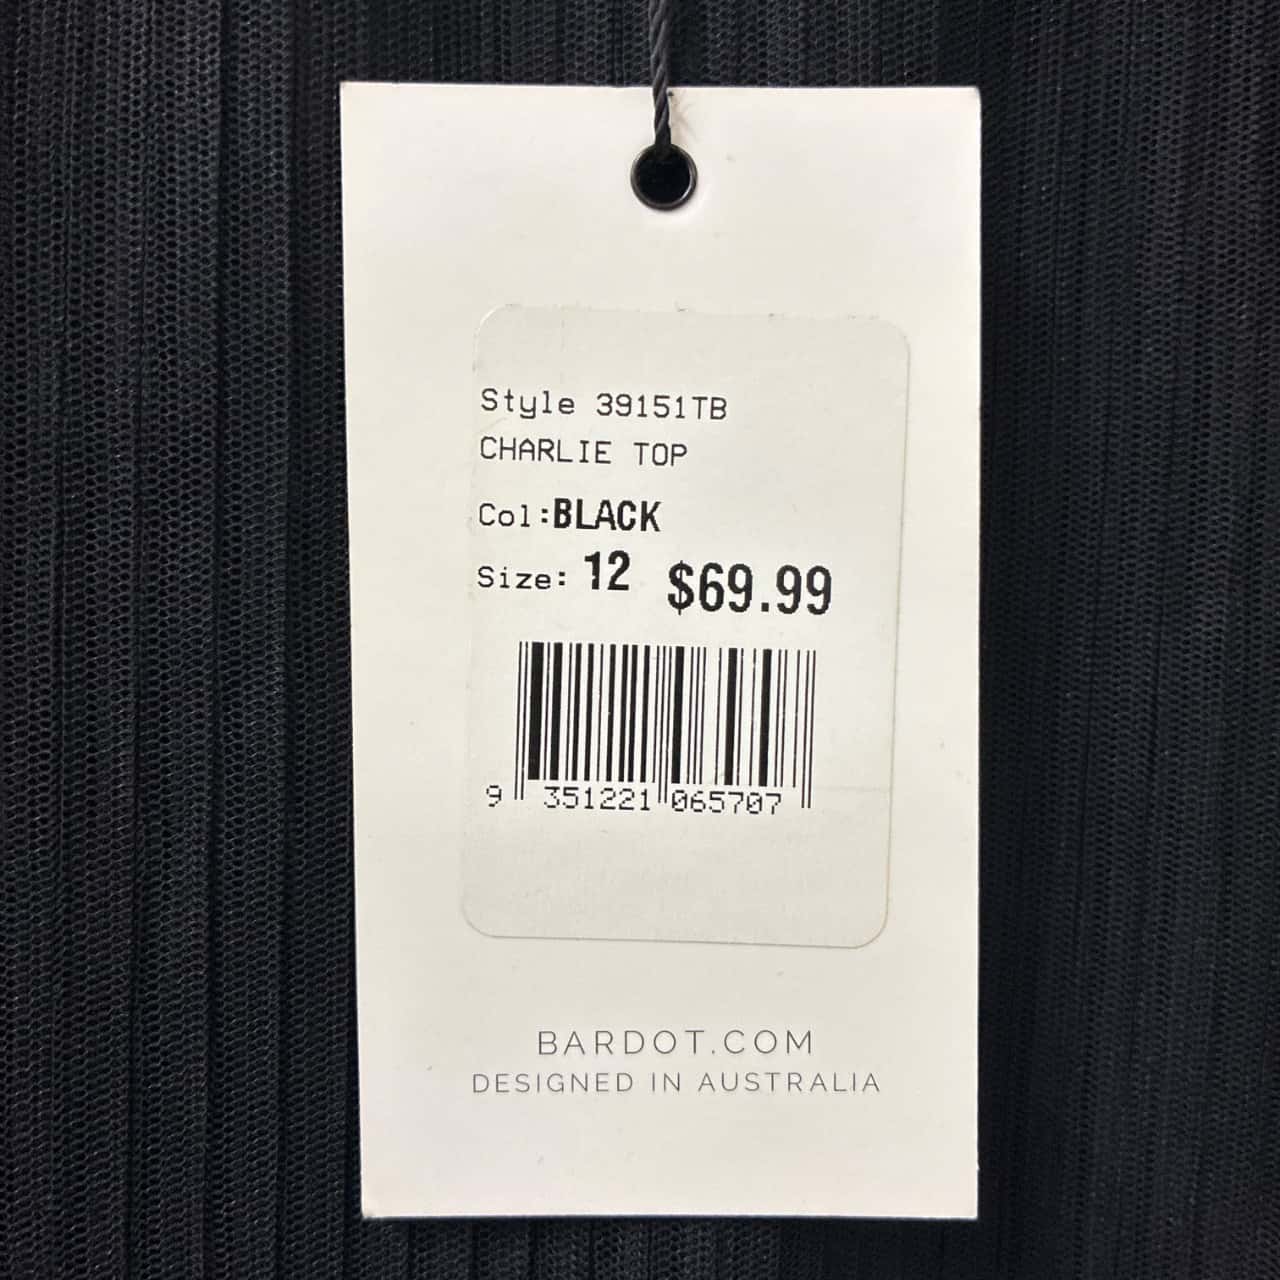 Style 39151TB
CHARLIE TOP
Col:BLACK
Size: 12 $69.99
9 351221 065707
BARDOT.COM
DESIGNED IN AUSTRALIA